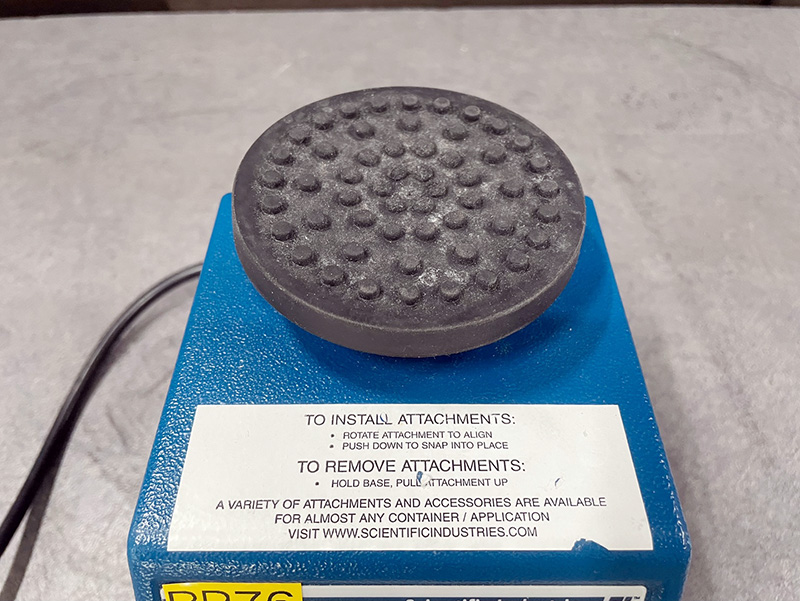 TO INSTALL ATTACHMENTS:
• ROTATE ATTACHMENT TO ALIGN
• PUSH DOWN TO SNAP INTO PLACE
TO REMOVE ATTACHMENTS:
• HOLD BASE, PULL ATTACHMENT UP
A VARIETY OF ATTACHMENTS AND ACCESSORIES ARE AVAILABLE
FOR ALMOST ANY CONTAINER / APPLICATION
VISIT WWW.SCIENTIFICINDUSTRIES.COM